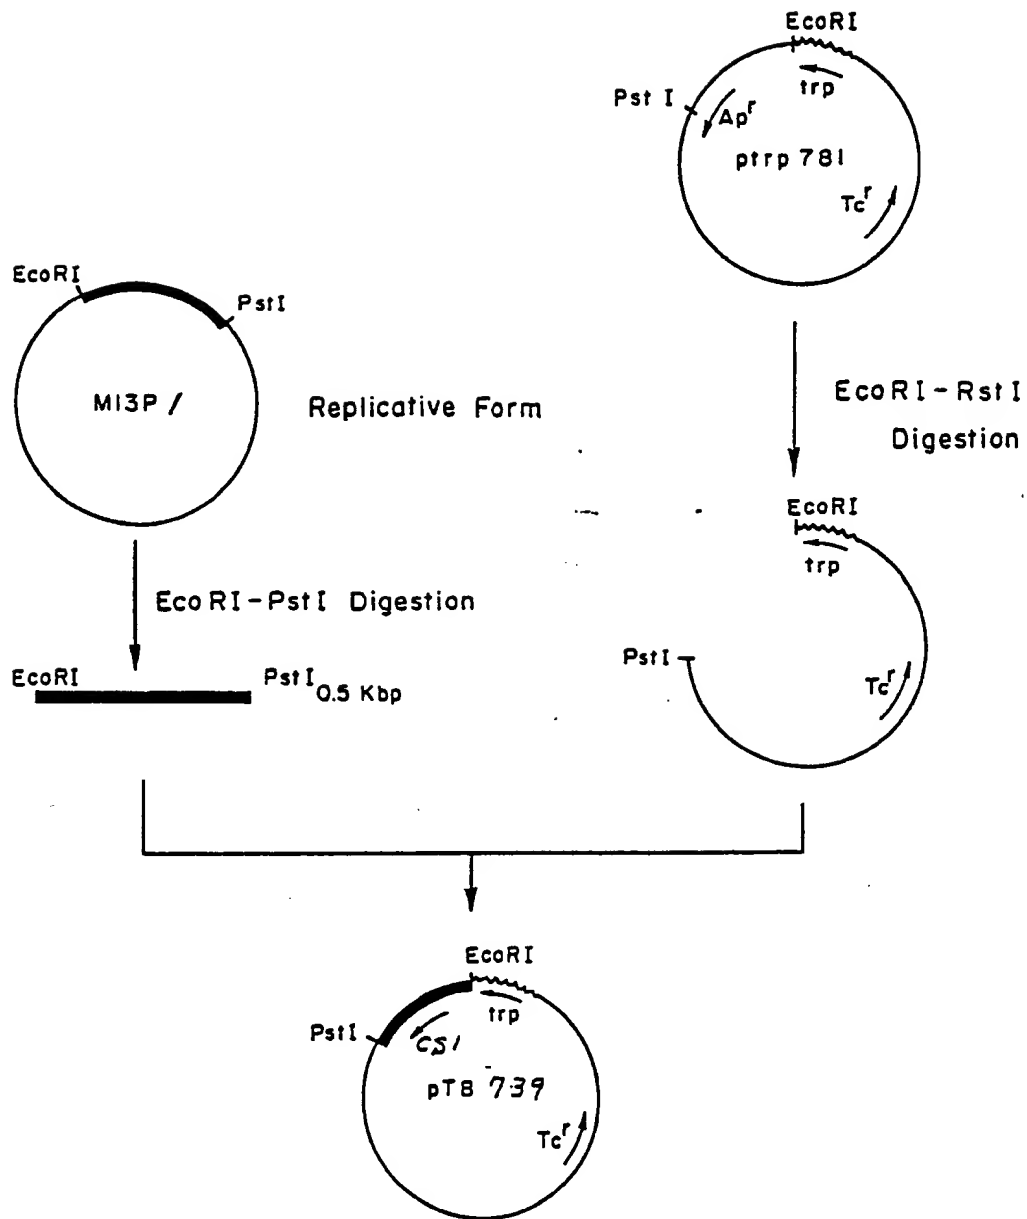 EcoRI
trp
Pst I
Apʳ
ptrp 781
Tcʳ
EcoRI
PstI
M13P /
Replicative Form
EcoRI-RstI
Digestion
EcoRI
trp
PstI
Tcʳ
EcoRI-PstI Digestion
EcoRI
PstI
0.5 Kbp
EcoRI
trp
PstI
CS1
pT8 739
Tcʳ